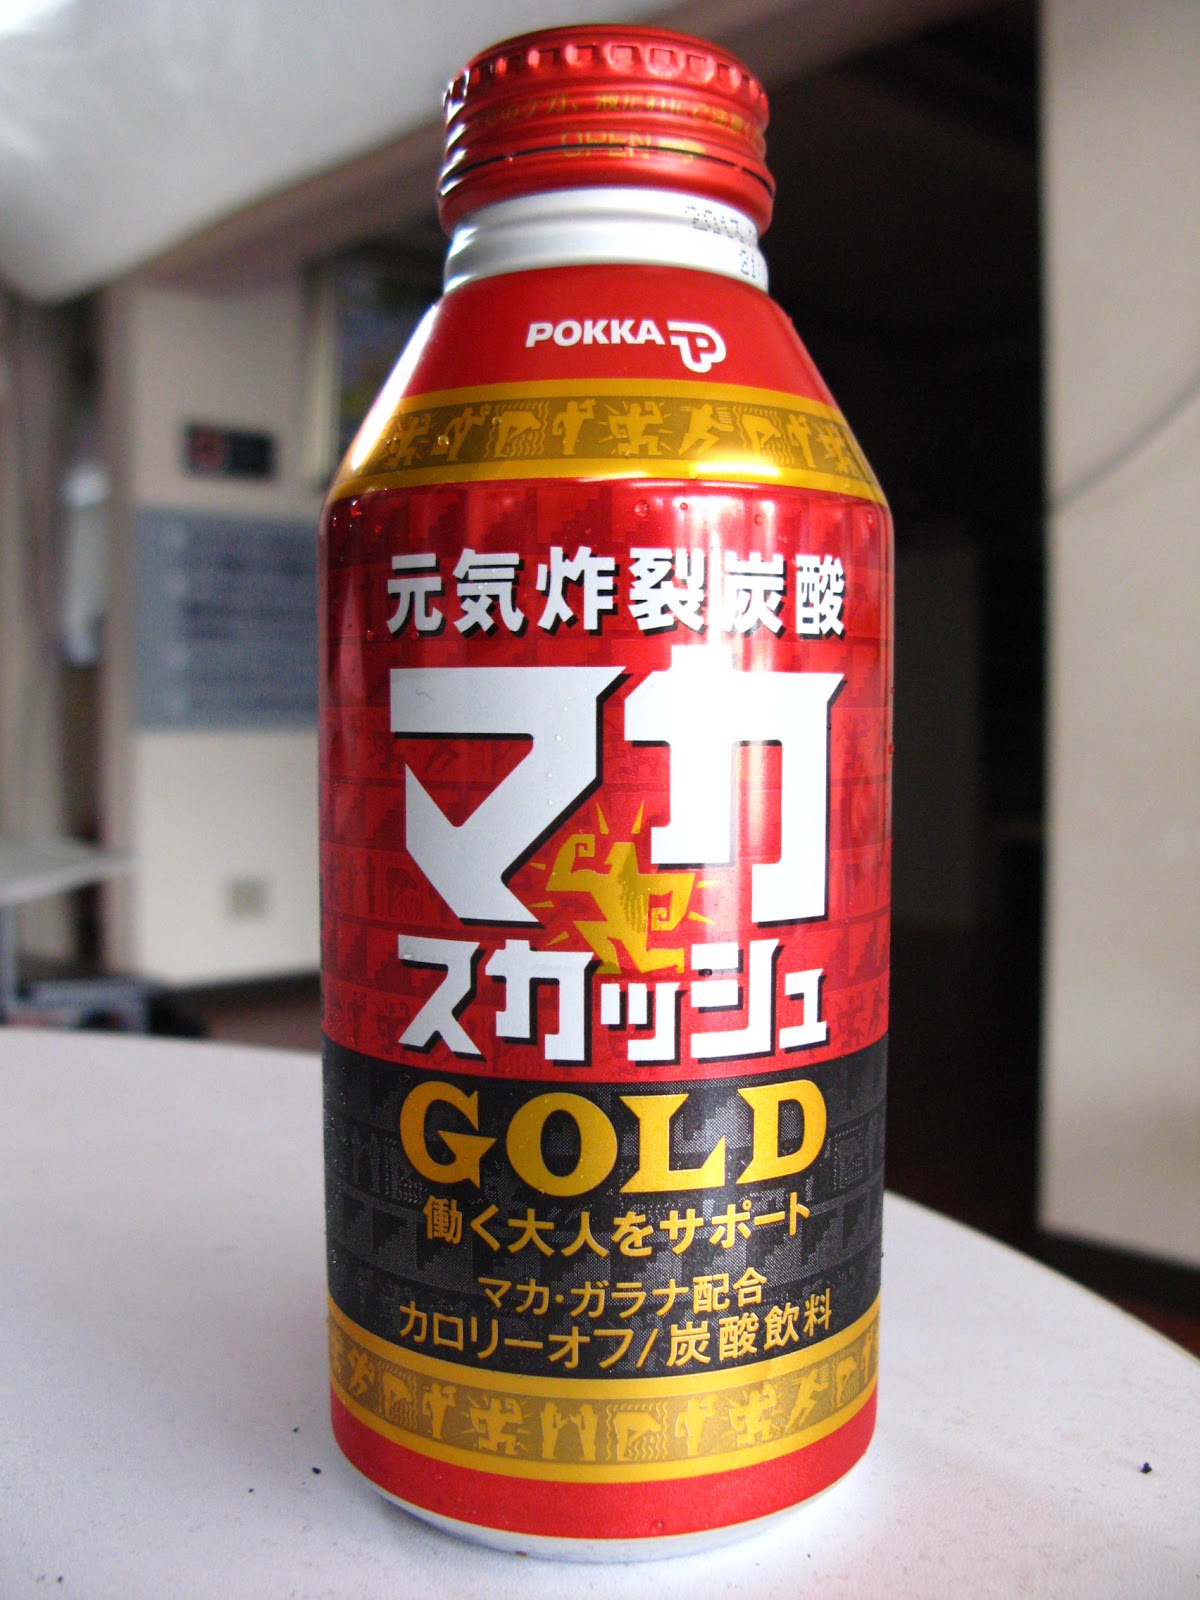 OPEN
POKKA
元気炸裂炭酸
マカ
スカッシュ
GOLD
働く大人をサポート
マカ・ガラナ配合
カロリーオフ/炭酸飲料